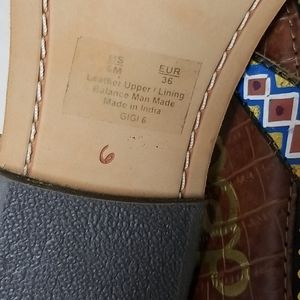 US EUR
6M 36
Leather Upper / Lining
Balance Man Made
Made in India
GIGI 6
6